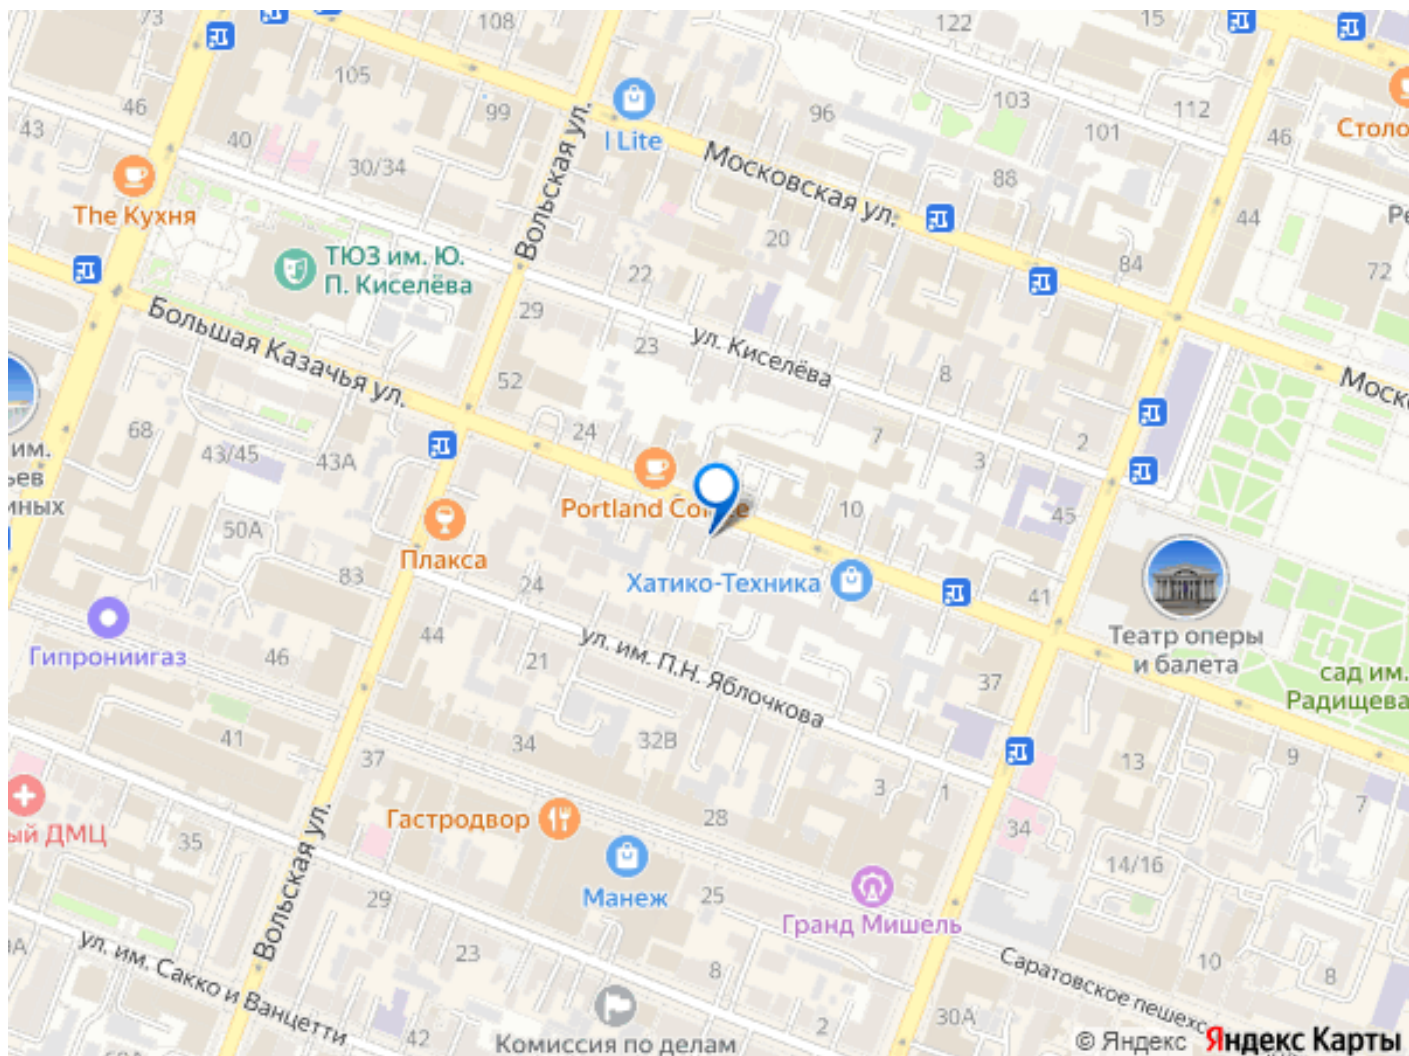 73
108
122
15
105
46
99
96
103
112
Столо
43
40
I Lite
101
46
30/34
Московская ул.
88
The Кухня
Вольская ул.
44
20
ТЮЗ им. Ю.
П. Киселёва
22
84
72
29
Большая Казачья ул.
23
ул. Киселёва
8
52
Моск
68
24
7
2
им.
43/45
43А
3
ьев
Portland Co
10
45
50А
Плакса
83
24
Хатико-Техника
41
44
Театр оперы
и балета
Гипрониигаз
46
21
ул. им. П.Н. Яблочкова
37
сад им.
Радищева
41
34
32В
37
13
9
3
1
7
Гастродвор
28
34
ый ДМЦ
35
14/16
Манеж
25
29
Гранд Мишель
Вольская ул.
ул. им. Сакко и Ванцетти
23
8
Саратовское пешехо
10
8
2
30А
42
Комиссия по делам
© Яндекс Яндекс Карты